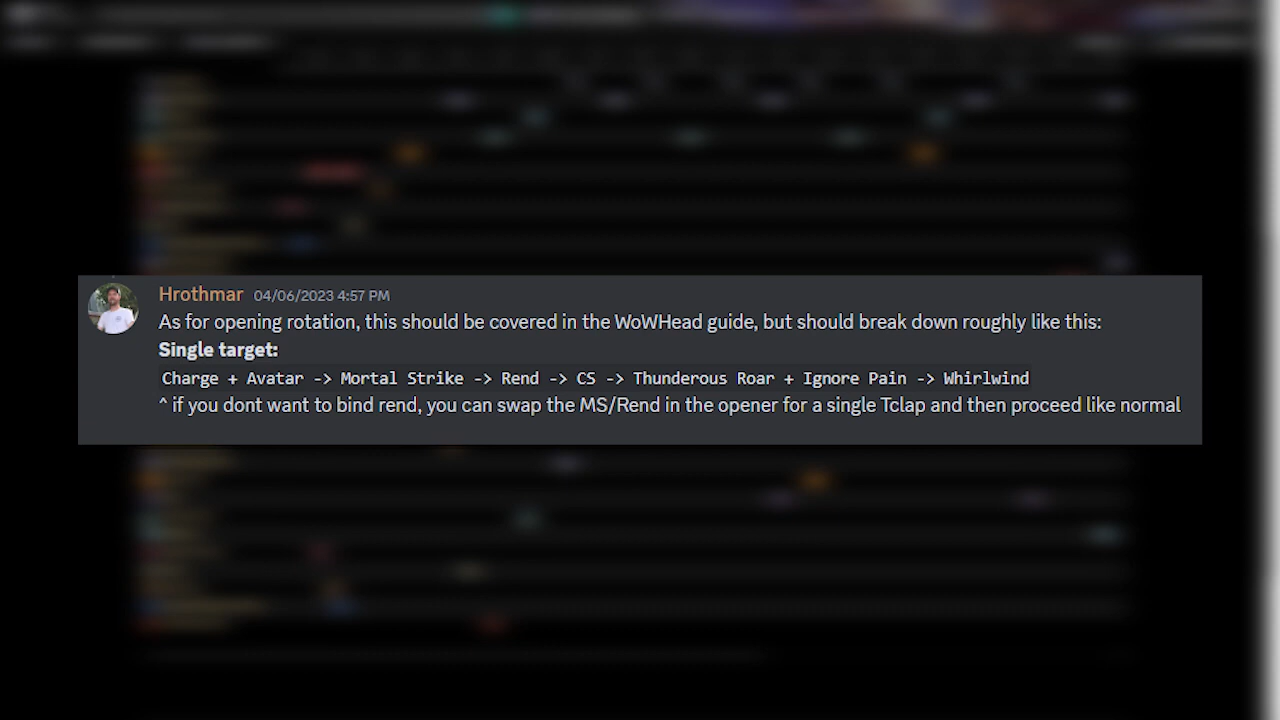 Hrothmar 04/06/2023 4:57 PM
As for opening rotation, this should be covered in the WoWHead guide, but should break down roughly like this:
Single target:
Charge + Avatar -> Mortal Strike -> Rend -> CS -> Thunderous Roar + Ignore Pain -> Whirlwind
^ if you dont want to bind rend, you can swap the MS/Rend in the opener for a single Tclap and then proceed like normal